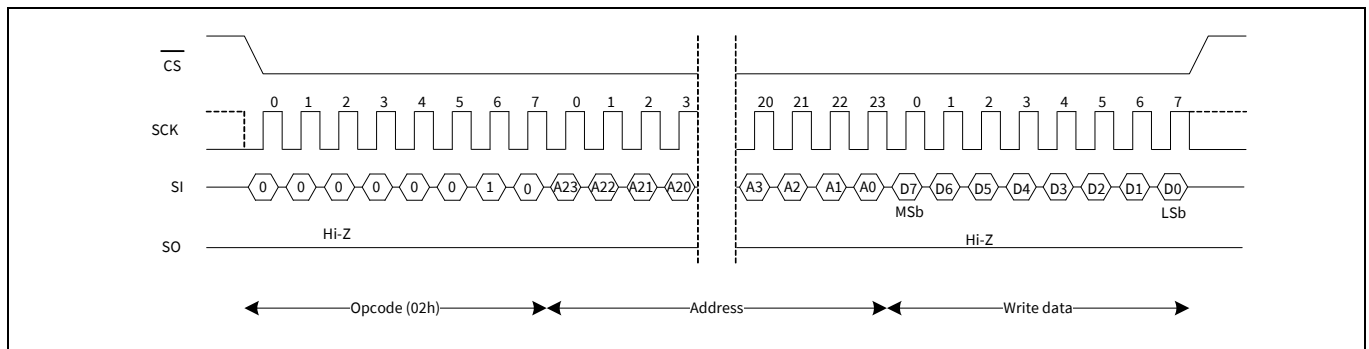 CS
0 1 2 3 4 5 6 7 0 1 2 3 20 21 22 23 0 1 2 3 4 5 6 7
SCK
SI 0 0 0 0 0 0 1 0 A23 A22 A21 A20 A3 A2 A1 A0 D7 D6 D5 D4 D3 D2 D1 D0
MSb LSb
Hi-Z Hi-Z
SO
Opcode (02h) Address Write data